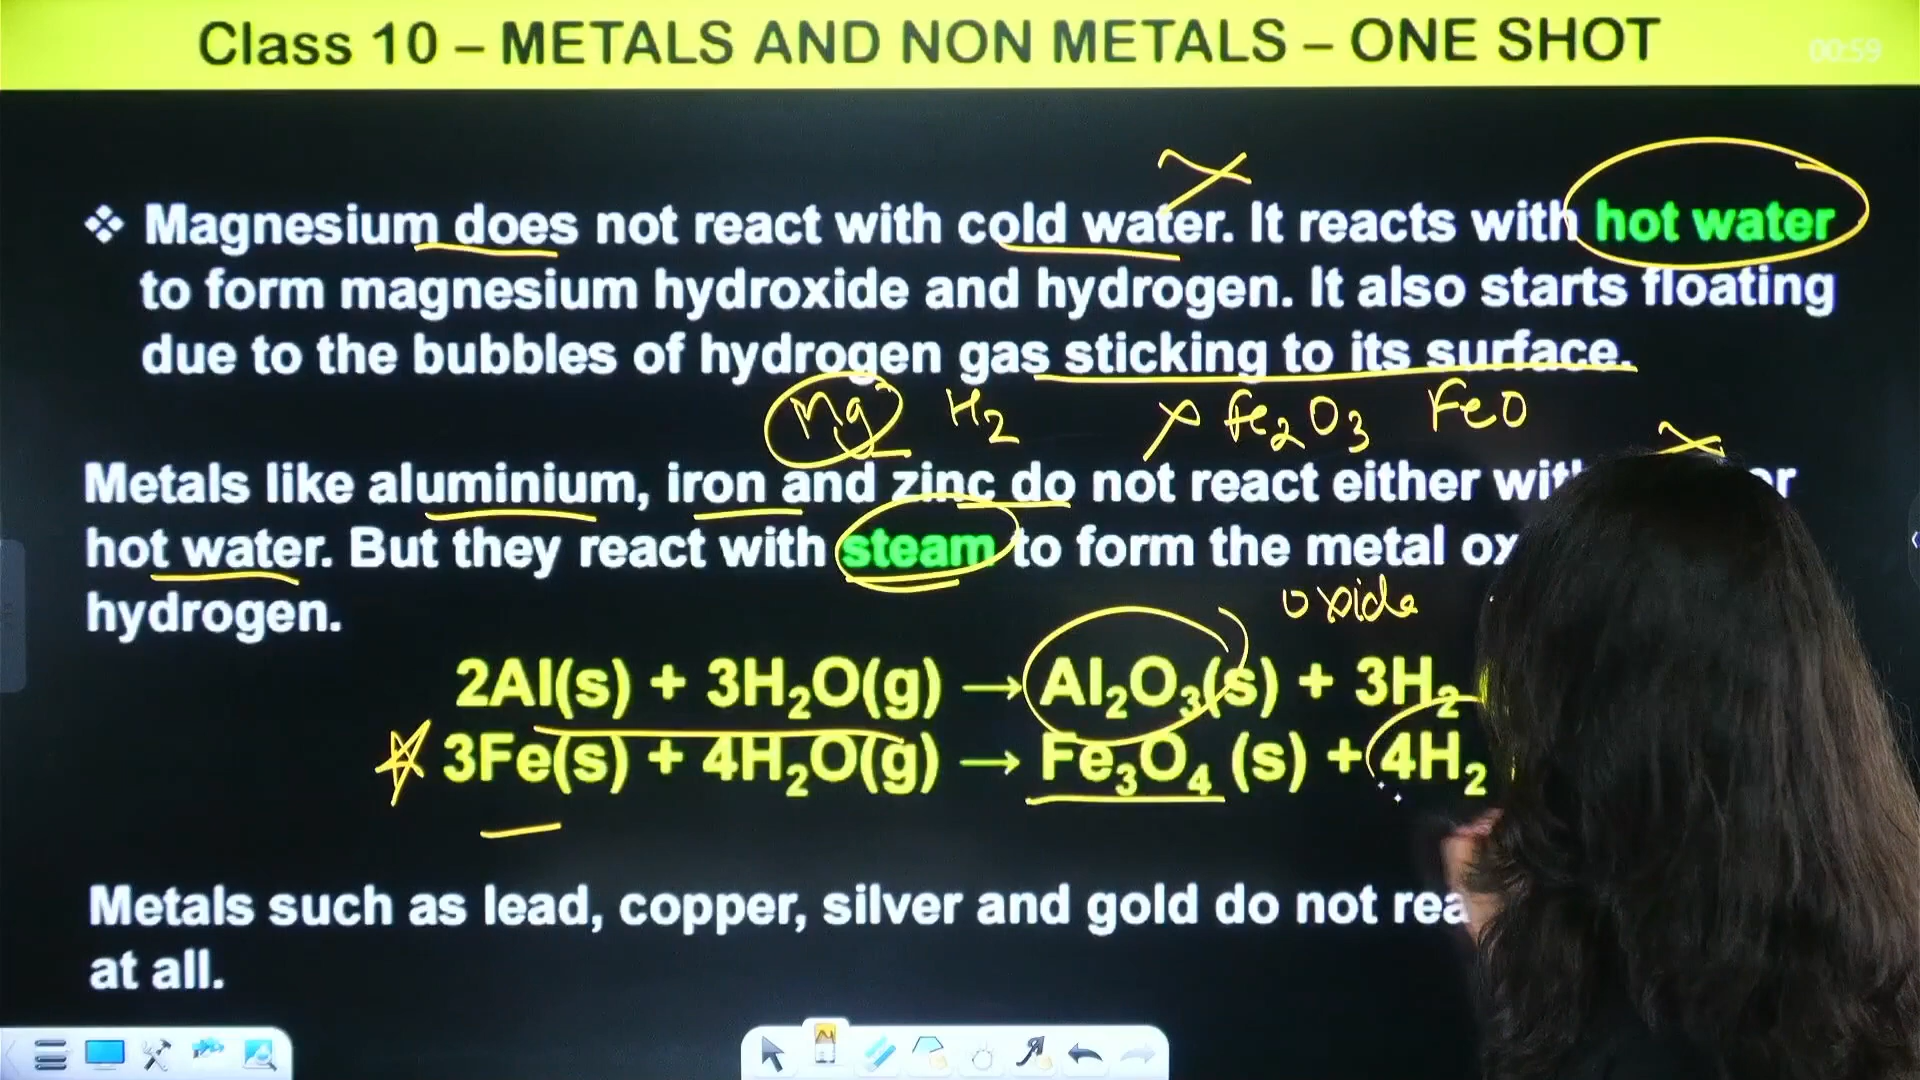 Class 10 – METALS AND NON METALS – ONE SHOT
00:59
❖ Magnesium does not react with cold water. It reacts with hot water
to form magnesium hydroxide and hydrogen. It also starts floating
due to the bubbles of hydrogen gas sticking to its surface.
Mg H₂ Fe₂O₃ FeO
Metals like aluminium, iron and zinc do not react either
hot water. But they react with steam to form the metal
hydrogen.
oxide
2Al(s) + 3H₂O(g) → Al₂O₃(s) + 3H₂
3Fe(s) + 4H₂O(g) → Fe₃O₄ (s) + 4H₂
Metals such as lead, copper, silver and gold do not
at all.